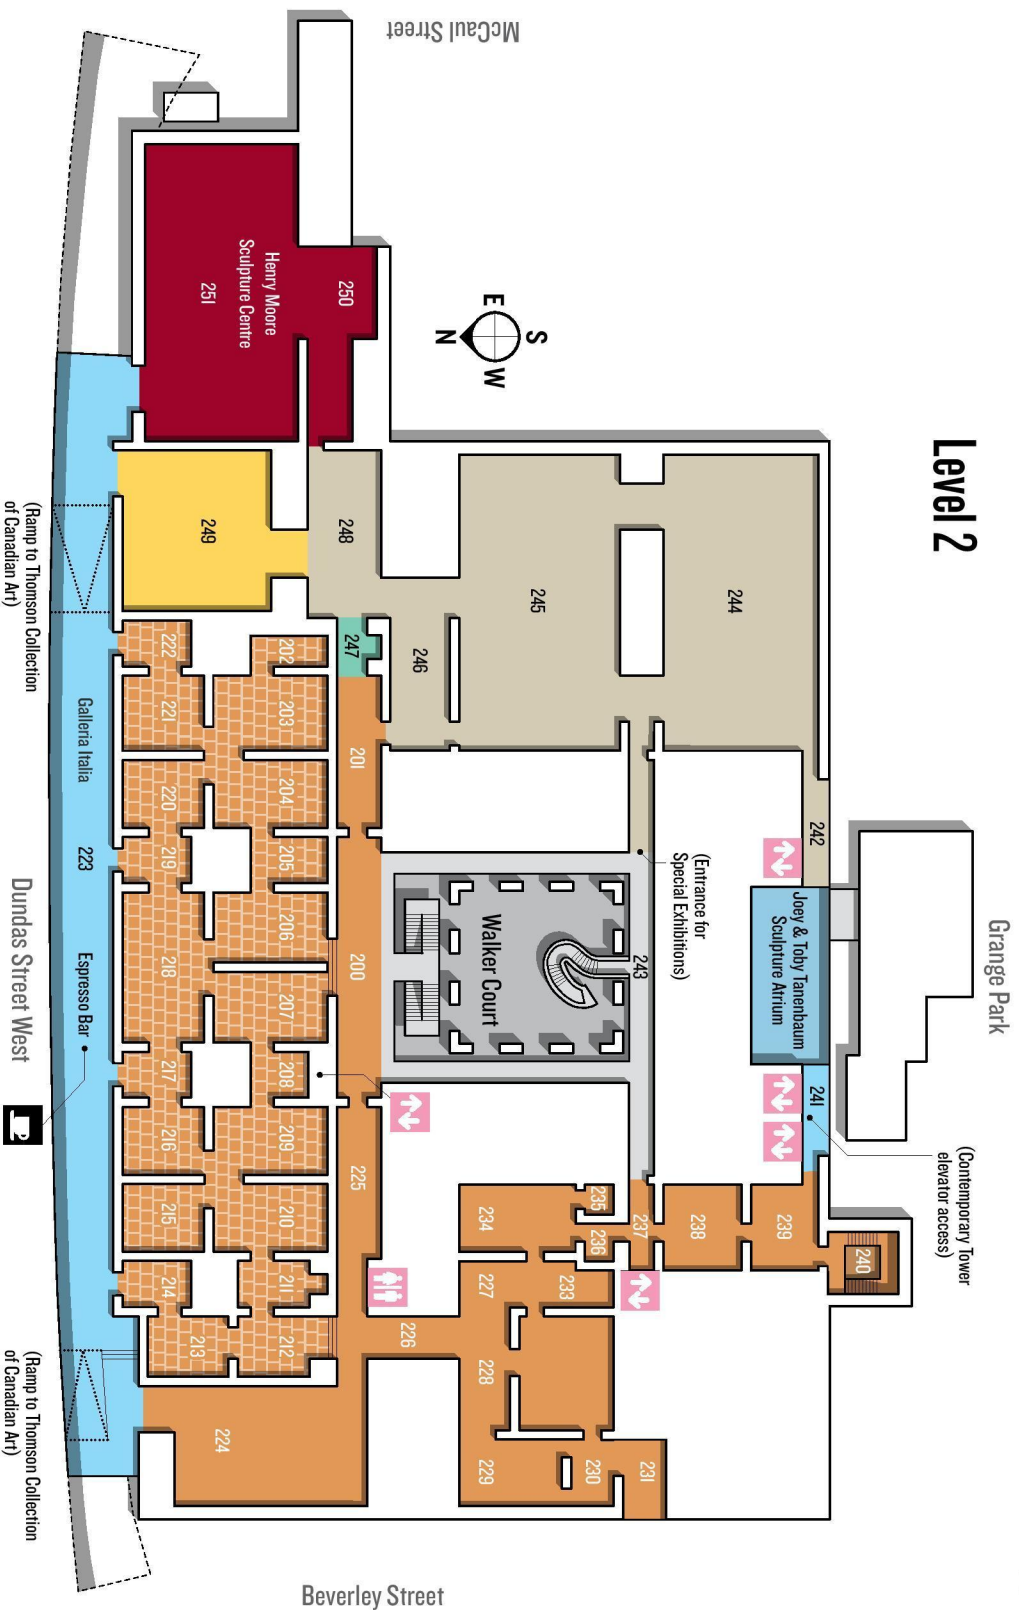 Level 2
Grange Park
McCaul Street
Beverley Street
Dundas Street West
E
S
N
W
Henry Moore
Sculpture Centre
251
250
249
248
247
246
245
244
242
(Entrance for
Special Exhibitions)
Joey & Toby Tanenbaum
Sculpture Atrium
241
(Contemporary Tower
elevator access)
243
Walker Court
240
239
238
237
236
235
234
233
227
228
229
230
231
226
225
200
201
202
203
204
205
206
207
208
209
210
211
212
213
214
215
216
217
218
219
220
221
222
224
Galleria Italia
223
Espresso Bar
(Ramp to Thomson Collection
of Canadian Art)
(Ramp to Thomson Collection
of Canadian Art)